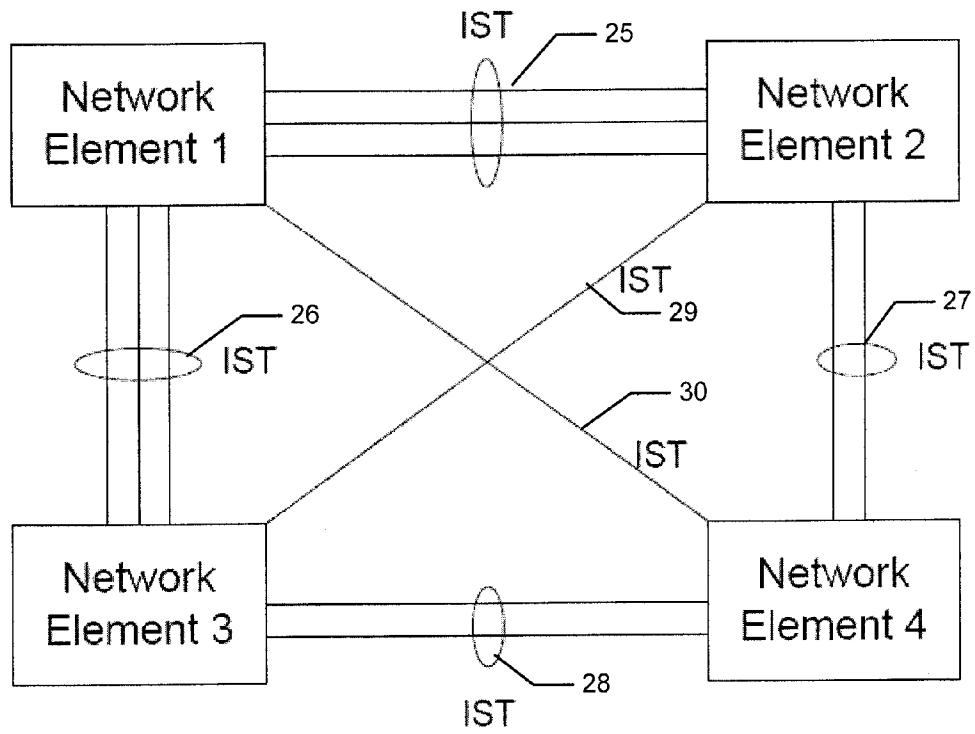 IST
25
Network
Element 1
Network
Element 2
IST
29
27
IST
26
IST
30
IST
Network
Element 3
Network
Element 4
28
IST